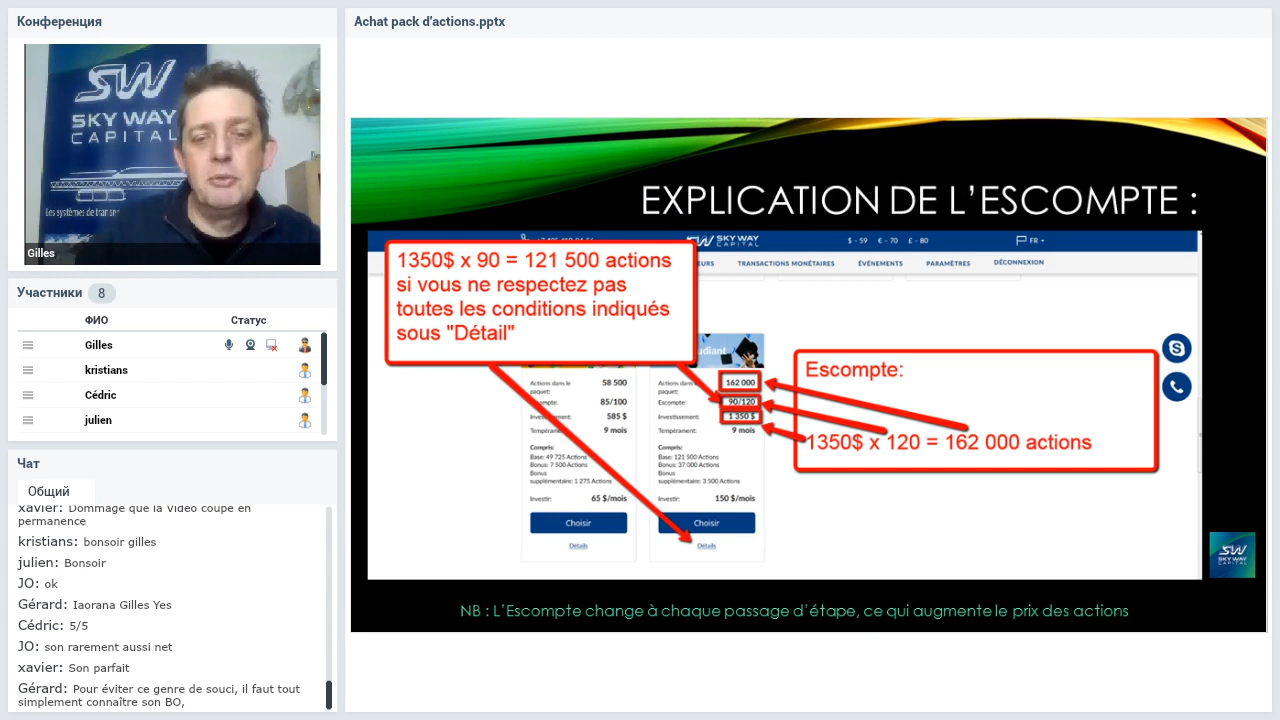 Конференция
SW
SKY WAY
CAPITAL
Gilles
Участники 8
ФИО Статус
Gilles
kristians
Cédric
julien
Чат
Общий
xavier: Dommage que la Vidéo coupe en
permanence
kristians: bonsoir gilles
julien: Bonsoir
JO: ok
Gérard: Iaorana Gilles Yes
Cédric: 5/5
JO: son rarement aussi net
xavier: Son parfait
Gérard: Pour éviter ce genre de souci, il faut tout
simplement connaître son BO,
Achat pack d'actions.pptx
EXPLICATION DE L'ESCOMPTE :
SKY WAY
CAPITAL
$ – 59 € – 70 £ – 80
FR
TRANSACTIONS MONÉTAIRES ÉVÉNEMENTS PARAMÈTRES DÉCONNEXION
1350$ x 90 = 121 500 actions
si vous ne respectez pas
toutes les conditions indiqués
sous "Détail"
Actions dans le
paquet: 58 500
85/100
Investissement: 585 $
Tempérament: 9 mois
Compris:
Base: 49 725 Actions
Bonus: 7 500 Actions
Bonus
supplémentaire: 1 275 Actions
Investir: 65 $/mois
Choisir
Détails
udiant
Actions dans le
paquet: 162 000
Escompte: 90/120
Investissement: 1 350 $
Tempérament: 9 mois
Compris:
Base: 121 500 Actions
Bonus: 37 000 Actions
Bonus
supplémentaire: 3 500 Actions
Investir: 150 $/mois
Choisir
Détails
Escompte:
1350$ x 120 = 162 000 actions
SW
NB : L'Escompte change à chaque passage d'étape, ce qui augmente le prix des actions